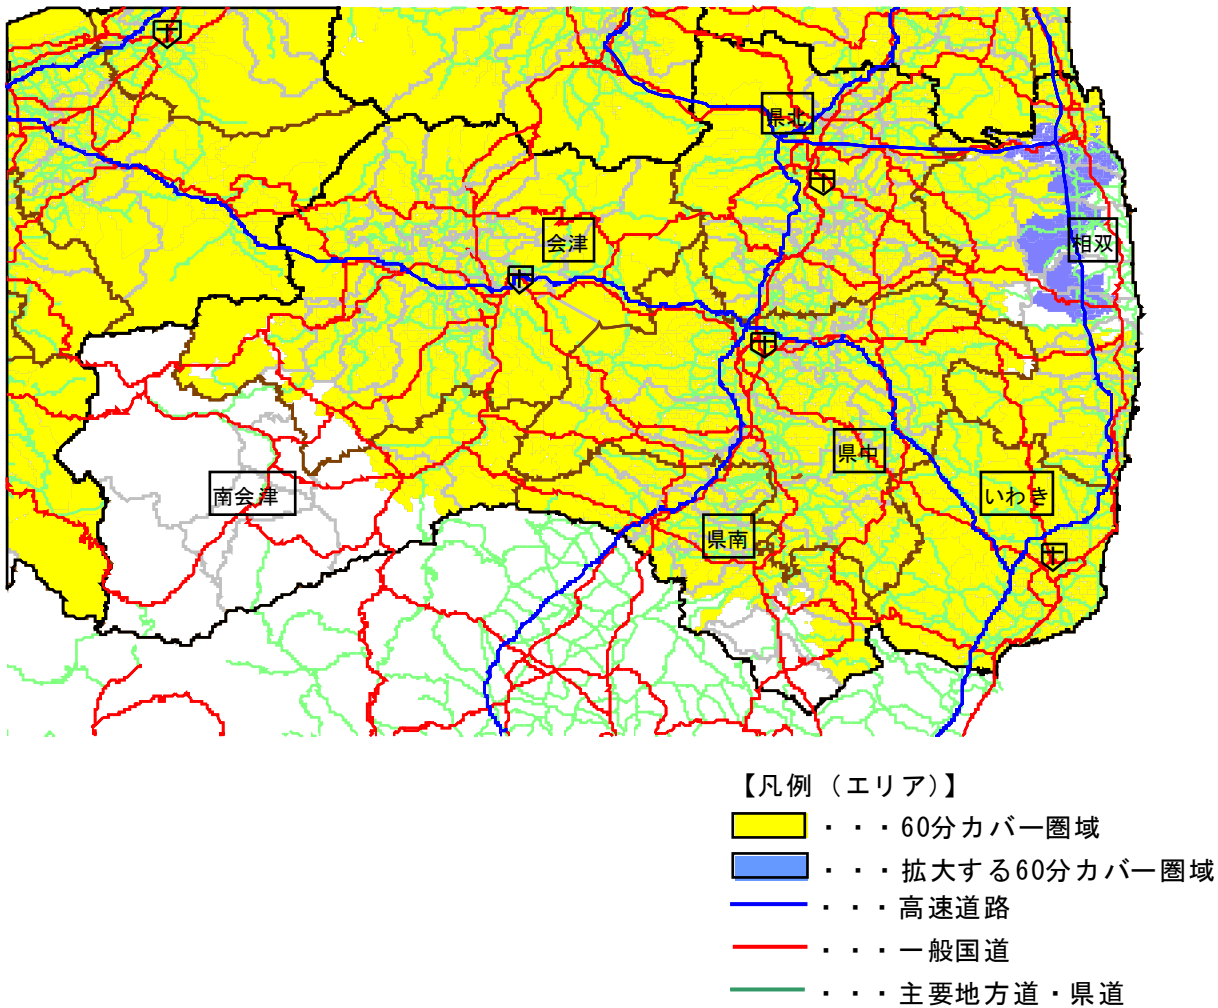 県北
会津
相双
県中
南会津
いわき
県南
【凡例（エリア）】
・・・60分カバー圏域
・・・拡大する60分カバー圏域
・・・高速道路
・・・一般国道
・・・主要地方道・県道